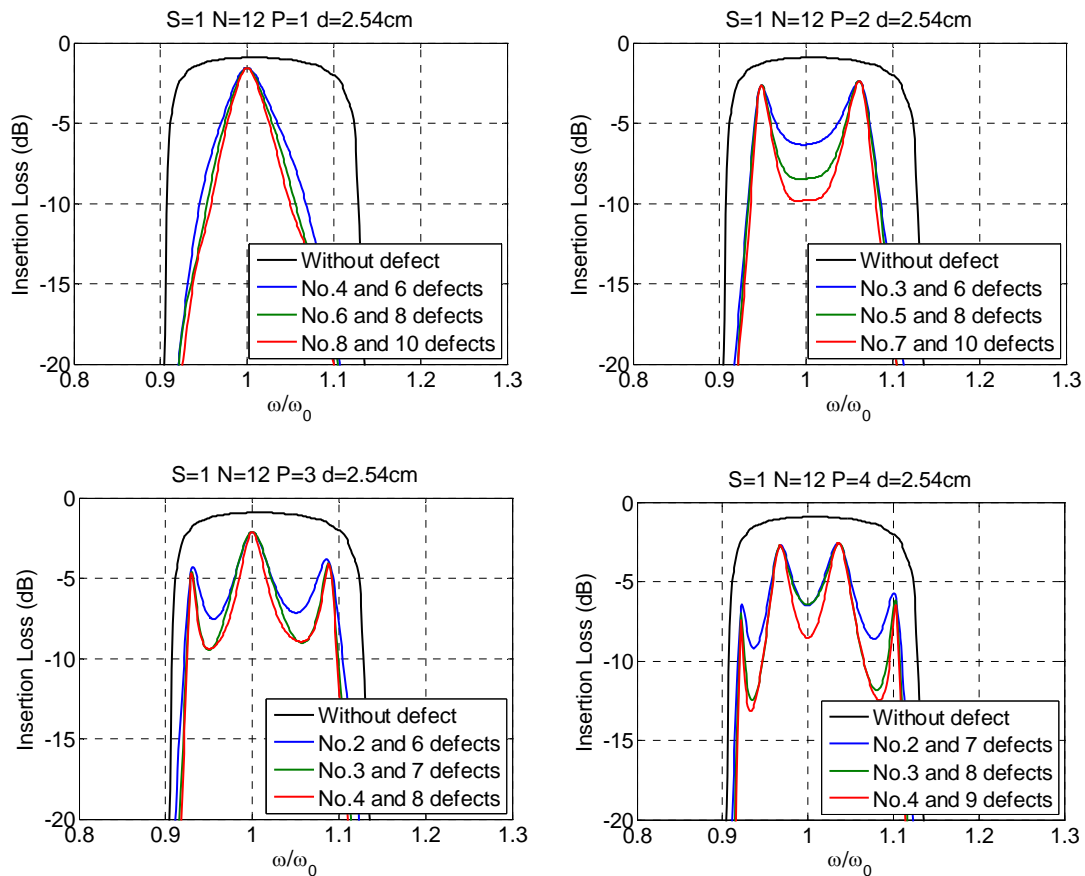 S=1 N=12 P=1 d=2.54cm
Insertion Loss (dB)
0
-5
-10
-15
-20
Without defect
No.4 and 6 defects
No.6 and 8 defects
No.8 and 10 defects
0.8 0.9 1 1.1 1.2 1.3
ω/ω0
S=1 N=12 P=2 d=2.54cm
Insertion Loss (dB)
0
-5
-10
-15
-20
Without defect
No.3 and 6 defects
No.5 and 8 defects
No.7 and 10 defects
0.8 0.9 1 1.1 1.2 1.3
ω/ω0
S=1 N=12 P=3 d=2.54cm
Insertion Loss (dB)
0
-5
-10
-15
-20
Without defect
No.2 and 6 defects
No.3 and 7 defects
No.4 and 8 defects
0.8 0.9 1 1.1 1.2 1.3
ω/ω0
S=1 N=12 P=4 d=2.54cm
Insertion Loss (dB)
0
-5
-10
-15
-20
Without defect
No.2 and 7 defects
No.3 and 8 defects
No.4 and 9 defects
0.8 0.9 1 1.1 1.2 1.3
ω/ω0